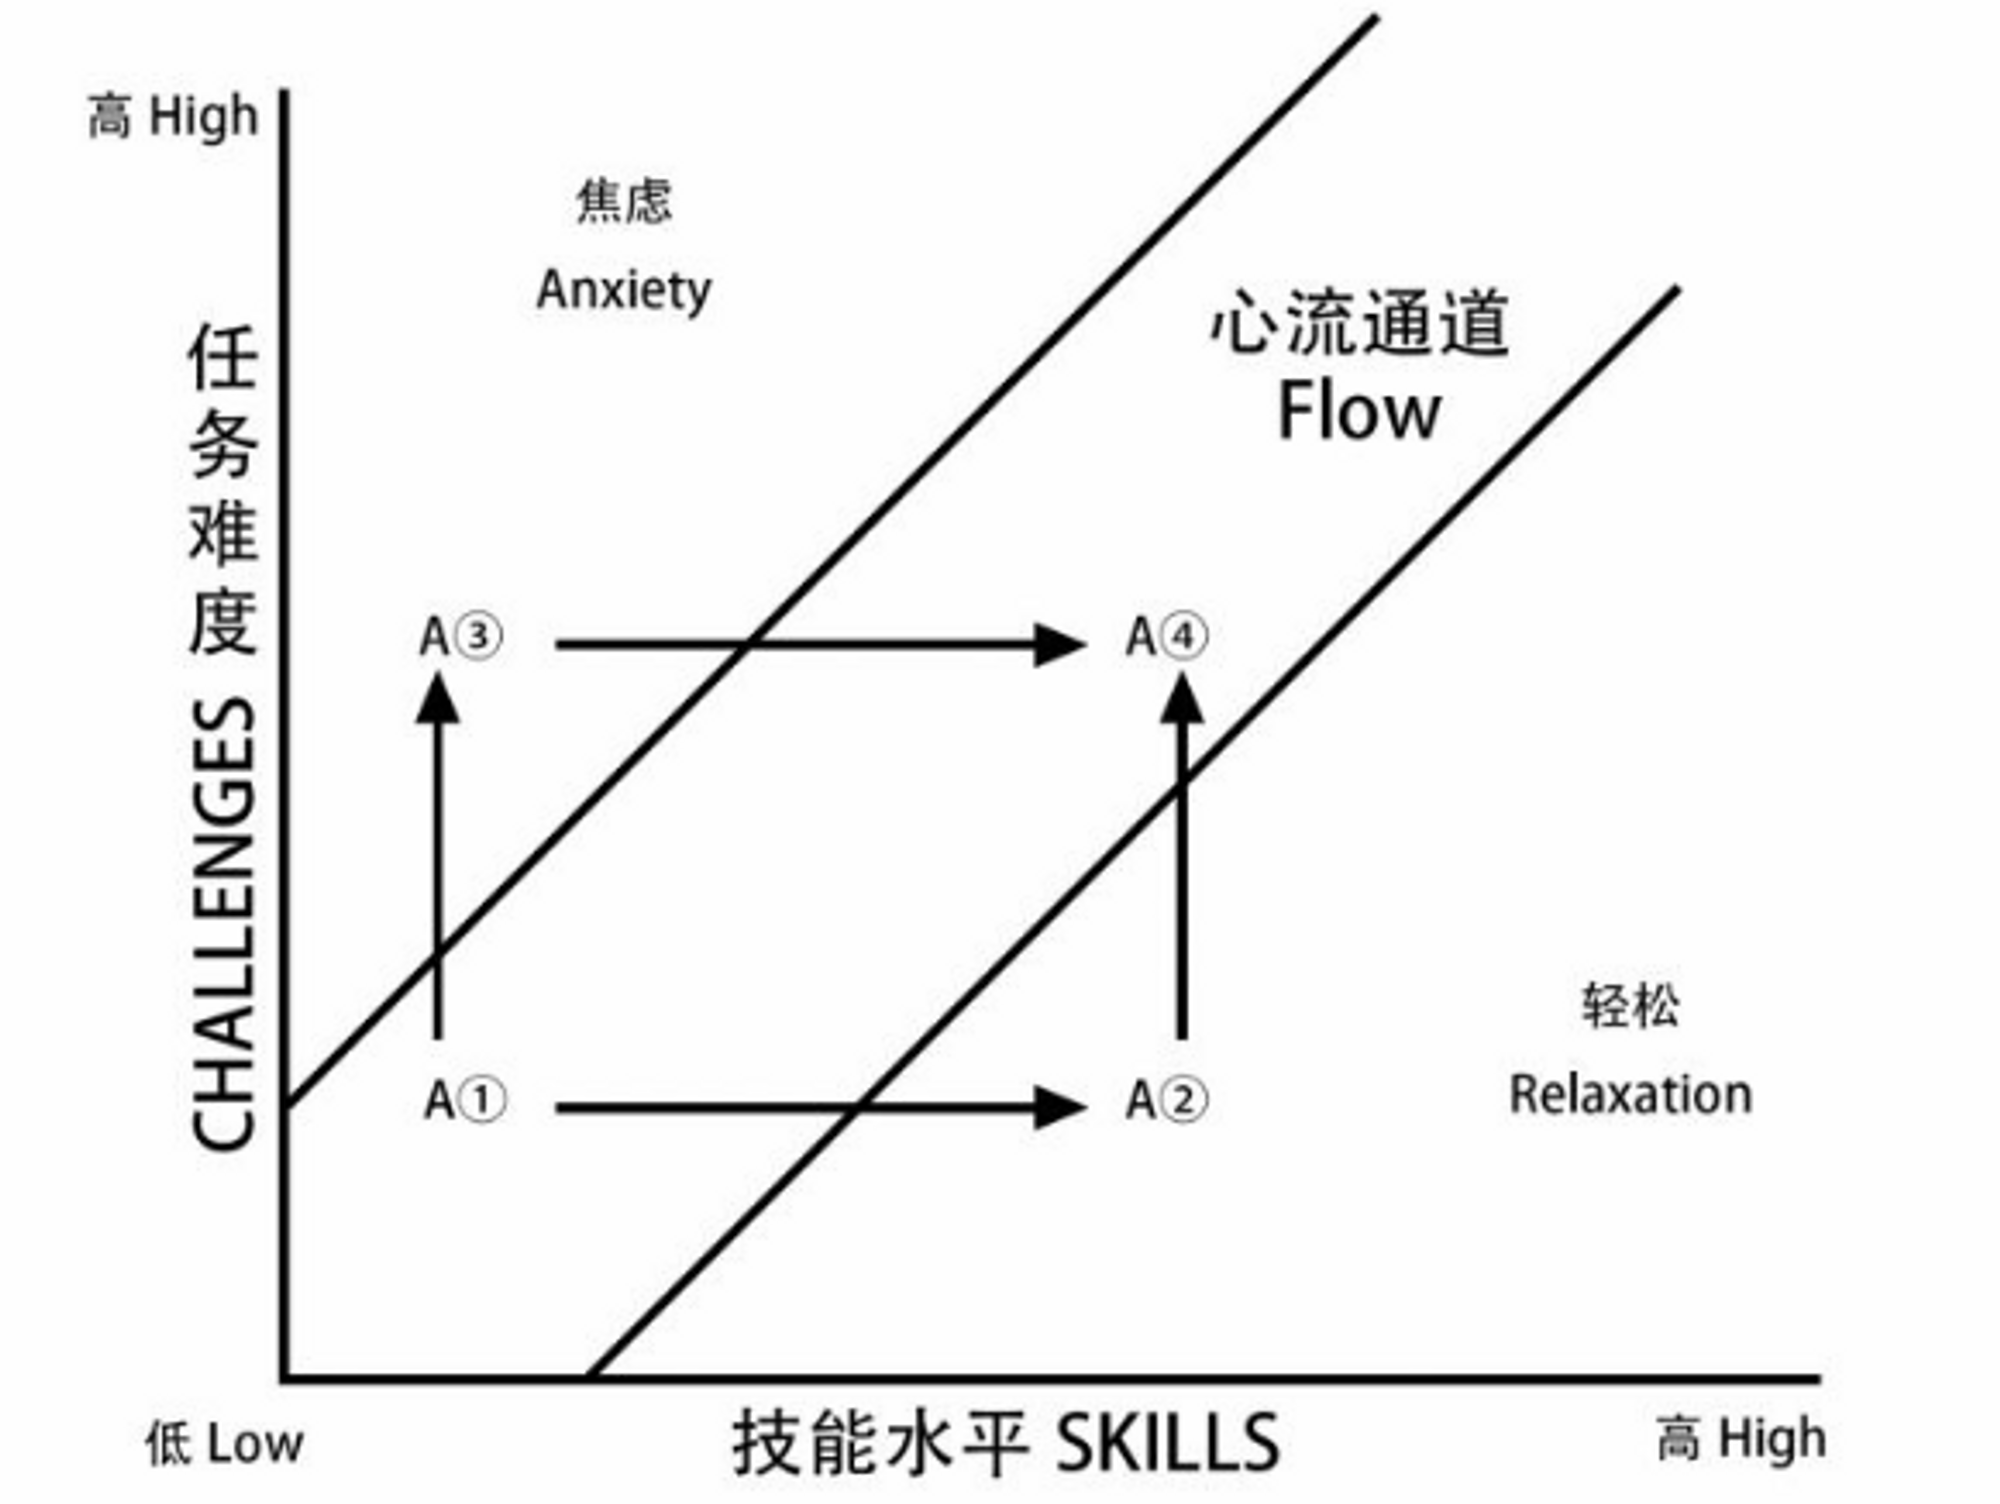 高 High
焦虑
Anxiety
心流通道
Flow
任务难度 CHALLENGES
A③
A④
A①
A②
轻松
Relaxation
低 Low
技能水平 SKILLS
高 High